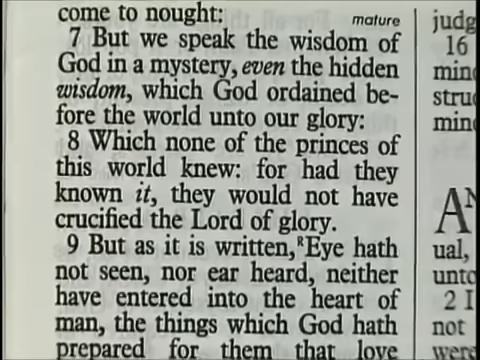 come to nought:
mature
7 But we speak the wisdom of
God in a mystery, even the hidden
wisdom, which God ordained be-
fore the world unto our glory:
8 Which none of the princes of
this world knew: for had they
known it, they would not have
crucified the Lord of glory.
9 But as it is written,ᴿEye hath
not seen, nor ear heard, neither
have entered into the heart of
man, the things which God hath
prepared for them that love
judg
16
mind
struc
mind
AN
ual,
unto
2 I
not
were